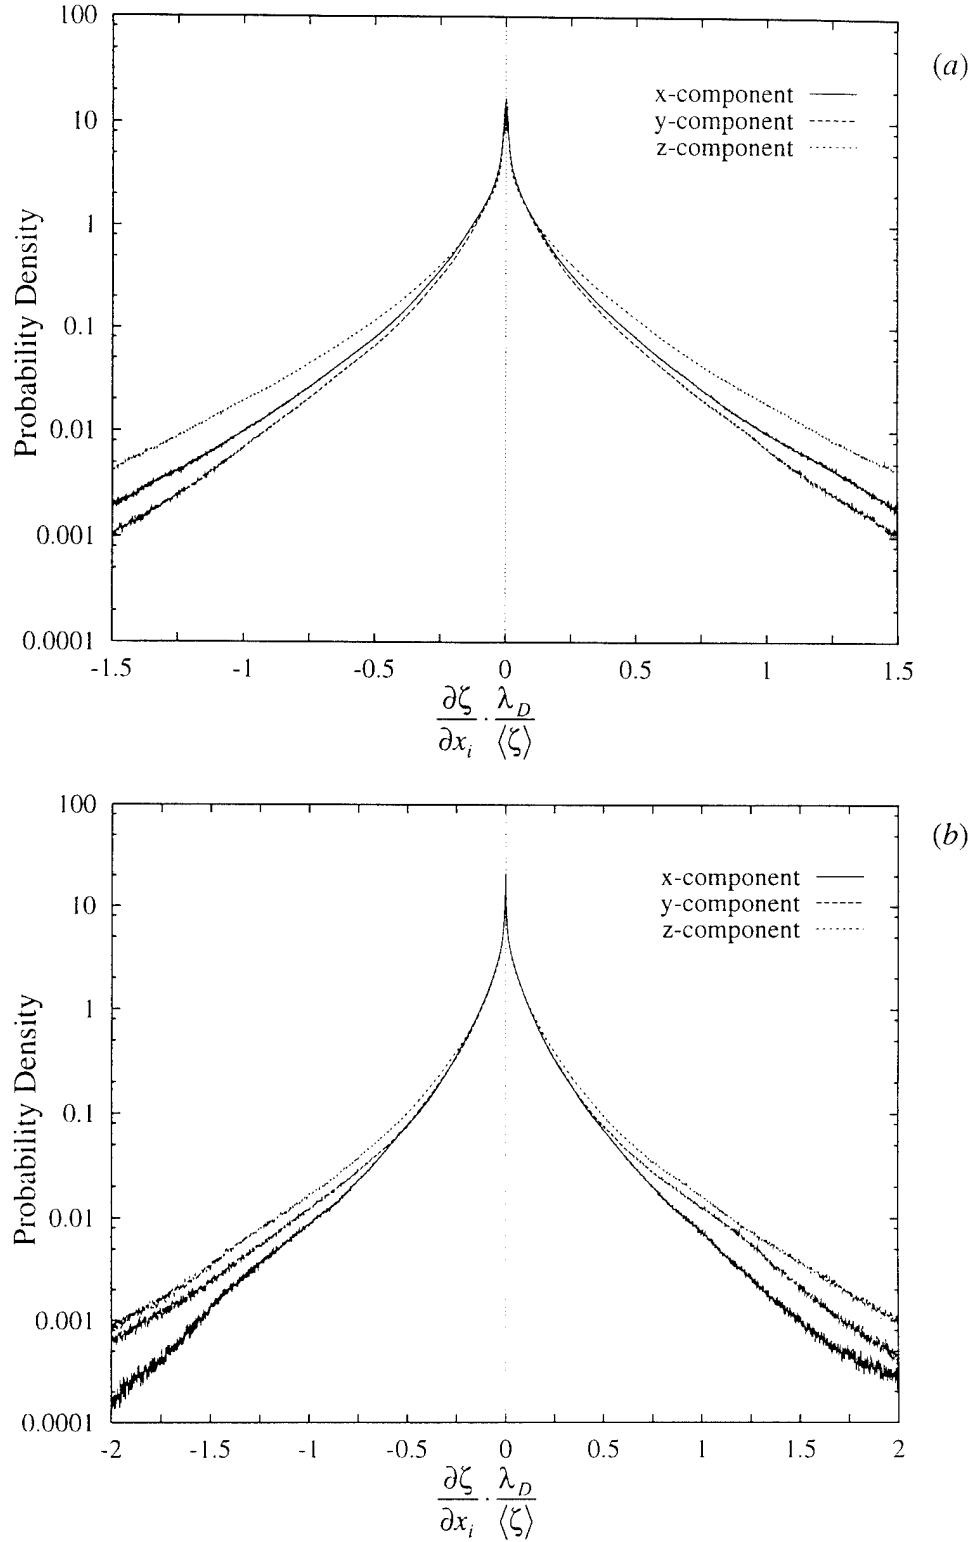 100
10
1
0.1
0.01
0.001
0.0001
Probability Density
(a)
x-component
y-component
z-component
-1.5 -1 -0.5 0 0.5 1 1.5
∂ζ/∂x_i · λ_D/⟨ζ⟩
100
10
1
0.1
0.01
0.001
0.0001
Probability Density
(b)
x-component
y-component
z-component
-2 -1.5 -1 -0.5 0 0.5 1 1.5 2
∂ζ/∂x_i · λ_D/⟨ζ⟩